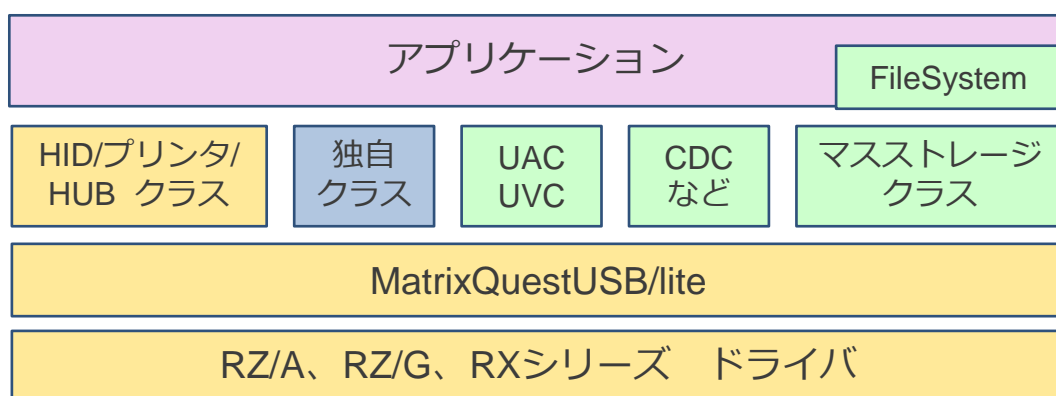 アプリケーション
FileSystem
HID/プリンタ/
HUB クラス
独自
クラス
UAC
UVC
CDC
など
マスストレージ
クラス
MatrixQuestUSB/lite
RZ/A、RZ/G、RXシリーズ　ドライバ